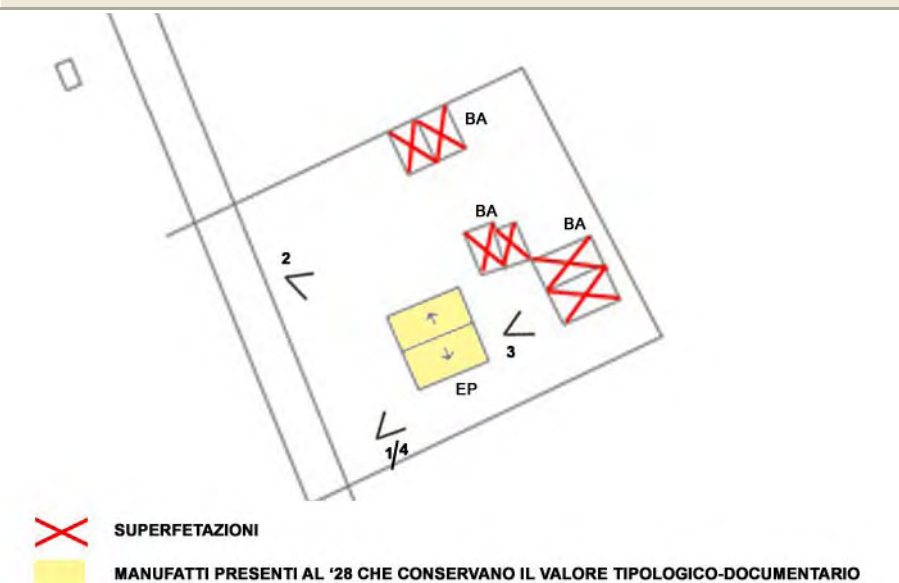 BA
BA
BA
2
3
EP
1/4
SUPERFETAZIONI
MANUFATTI PRESENTI AL '28 CHE CONSERVANO IL VALORE TIPOLOGICO-DOCUMENTARIO